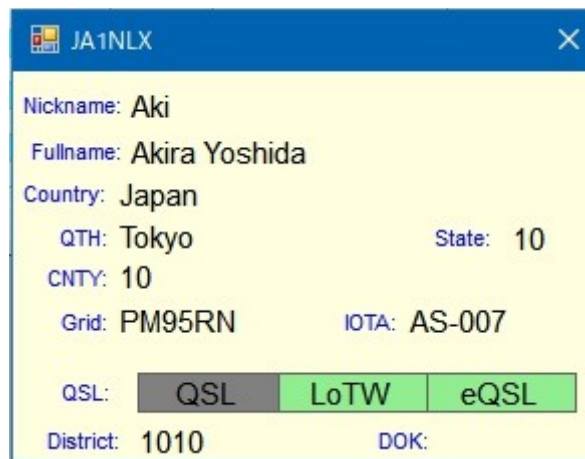 JA1NLX
Nickname: Aki
Fullname: Akira Yoshida
Country: Japan
QTH: Tokyo State: 10
CNTY: 10
Grid: PM95RN IOTA: AS-007
QSL: QSL LoTW eQSL
District: 1010 DOK: